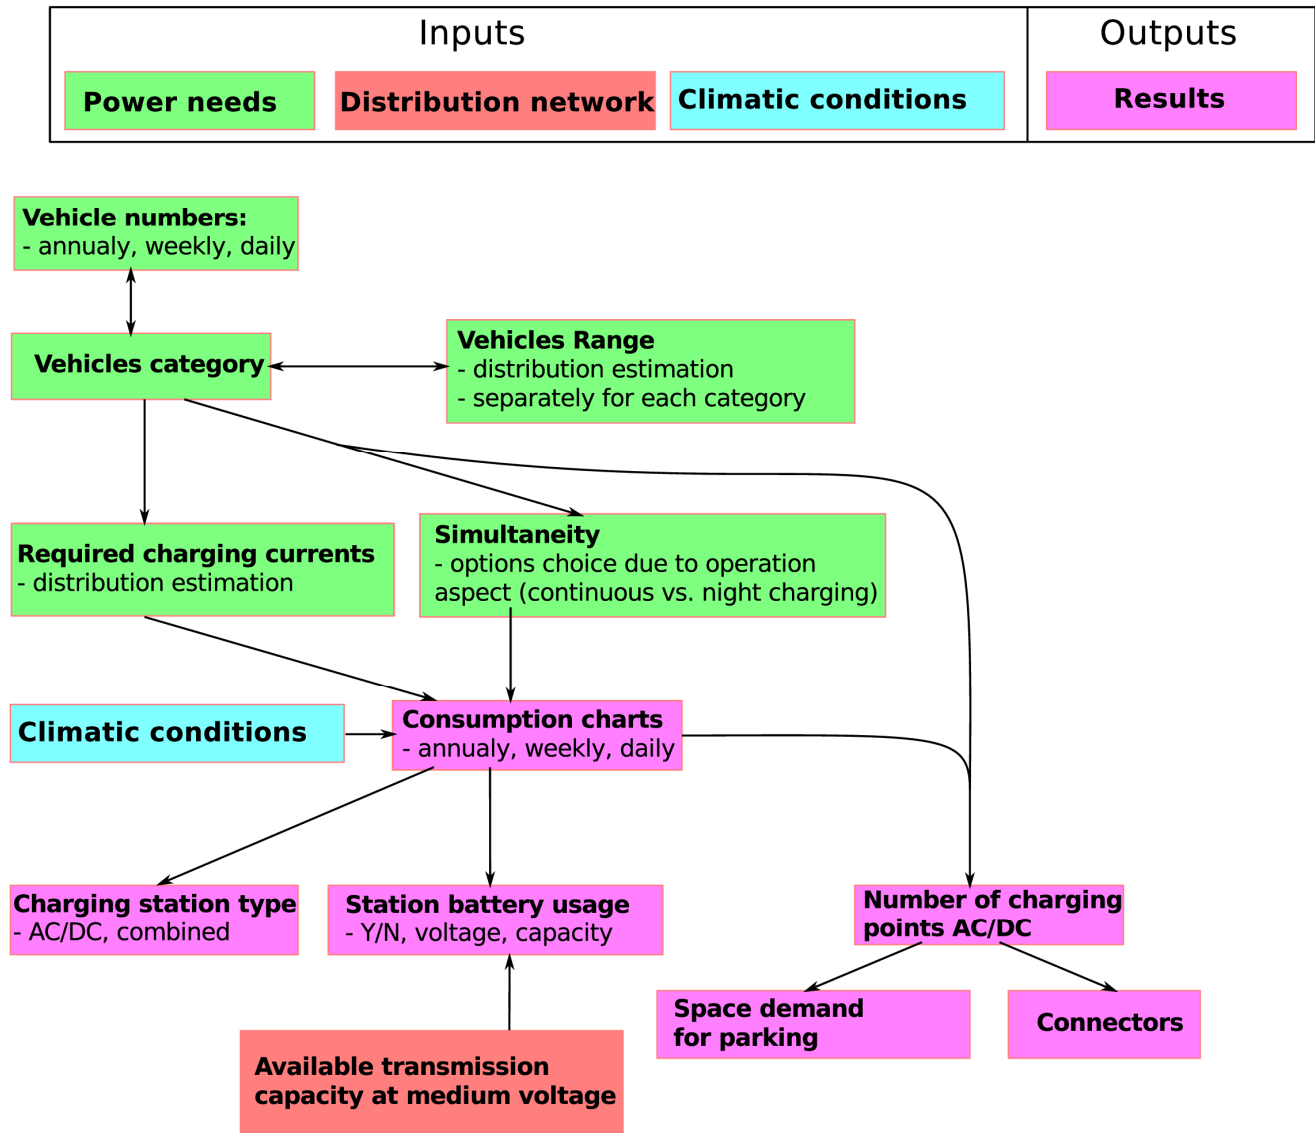 Inputs
Outputs
Power needs
Distribution network
Climatic conditions
Results
Vehicle numbers:
- annualy, weekly, daily
Vehicles category
Vehicles Range
- distribution estimation
- separately for each category
Required charging currents
- distribution estimation
Simultaneity
- options choice due to operation
aspect (continuous vs. night charging)
Climatic conditions
Consumption charts
- annualy, weekly, daily
Charging station type
- AC/DC, combined
Station battery usage
- Y/N, voltage, capacity
Number of charging
points AC/DC
Space demand
for parking
Connectors
Available transmission
capacity at medium voltage